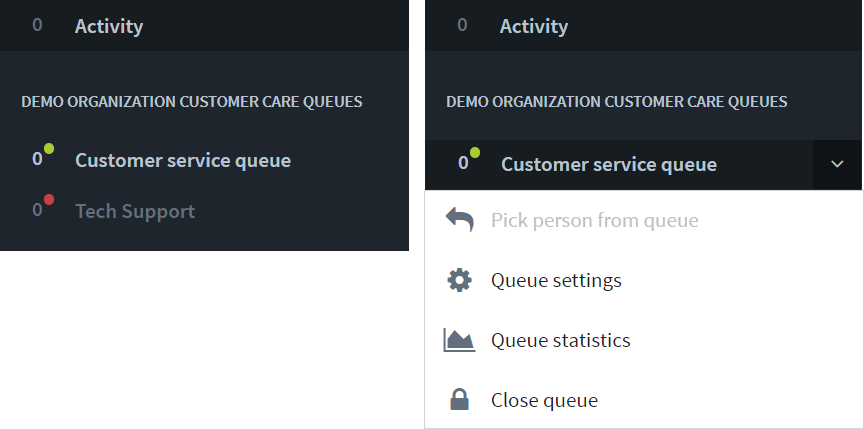 0 Activity
DEMO ORGANIZATION CUSTOMER CARE QUEUES
0 Customer service queue
0 Tech Support
0 Activity
DEMO ORGANIZATION CUSTOMER CARE QUEUES
0 Customer service queue
Pick person from queue
Queue settings
Queue statistics
Close queue